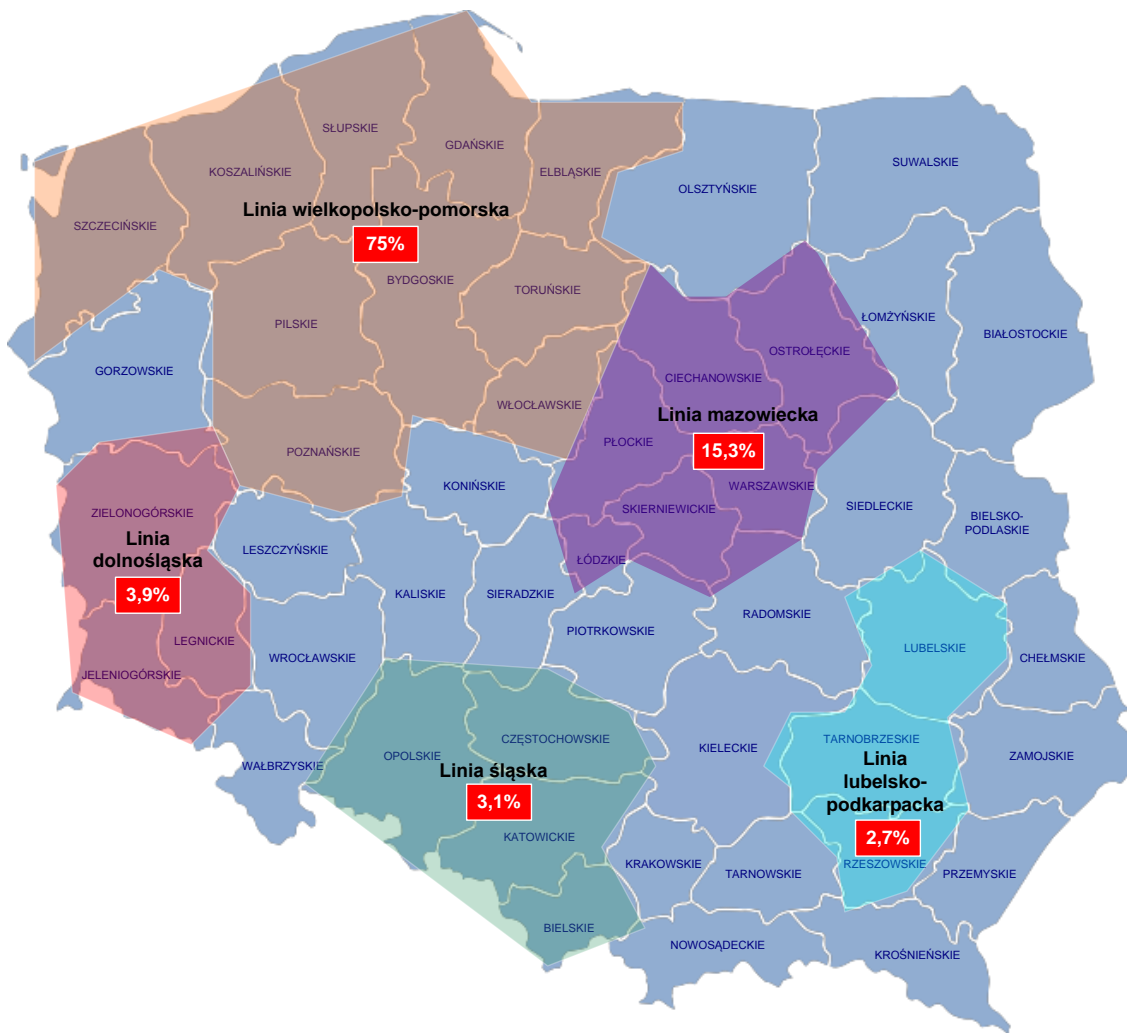 SŁUPSKIE
GDAŃSKIE
ELBLĄSKIE
KOSZALIŃSKIE
SUWALSKIE
OLSZTYŃSKIE
Linia wielkopolsko-pomorska
75%
SZCZECIŃSKIE
BYDGOSKIE
TORUŃSKIE
PILSKIE
ŁOMŻYŃSKIE
BIAŁOSTOCKIE
OSTROŁĘCKIE
GORZOWSKIE
CIECHANOWSKIE
WŁOCŁAWSKIE
Linia mazowiecka
15,3%
PŁOCKIE
POZNAŃSKIE
KONIŃSKIE
WARSZAWSKIE
SKIERNIEWICKIE
SIEDLECKIE
BIELSKO-
PODLASKIE
ZIELONOGÓRSKIE
Linia
dolnośląska
3,9%
LESZCZYŃSKIE
ŁÓDZKIE
KALISKIE
SIERADZKIE
RADOMSKIE
PIOTRKOWSKIE
LEGNICKIE
WROCŁAWSKIE
LUBELSKIE
CHEŁMSKIE
JELENIOGÓRSKIE
WAŁBRZYSKIE
OPOLSKIE
CZĘSTOCHOWSKIE
KIELECKIE
TARNOBRZESKIE
ZAMOJSKIE
Linia śląska
3,1%
Linia
lubelsko-
podkarpacka
2,7%
KATOWICKIE
KRAKOWSKIE
TARNOWSKIE
RZESZOWSKIE
PRZEMYSKIE
BIELSKIE
NOWOSĄDECKIE
KROŚNIEŃSKIE